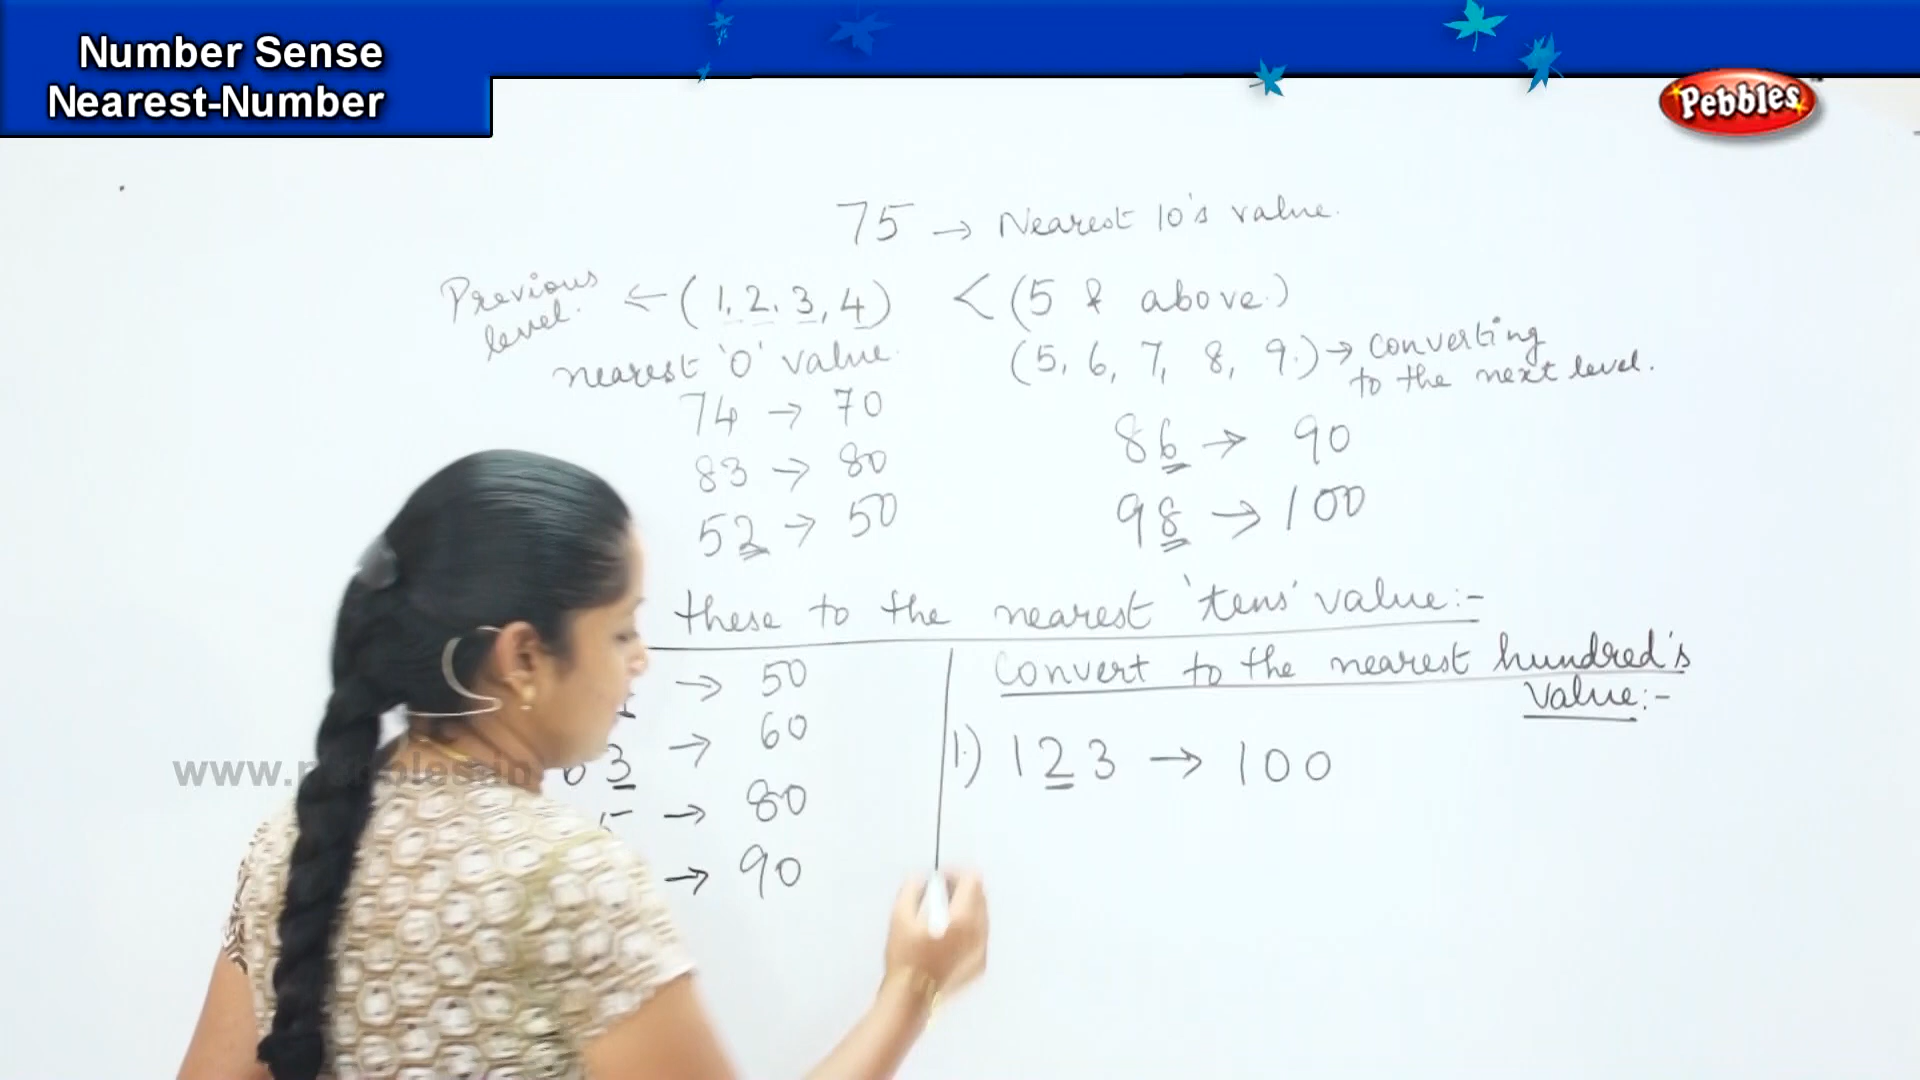 Number Sense
Nearest-Number
Pebbles
75 → Nearest 10's value.
Previous level. ← (1, 2, 3, 4) < (5 & above.)
nearest '0' value.
(5, 6, 7, 8, 9.) → converting
to the next level.
74 → 70
83 → 80
52 → 50
86 → 90
98 → 100
these to the nearest 'tens' value:-
→ 50
63 → 60
→ 80
→ 90
Convert to the nearest hundred's
value:-
1.) 123 → 100